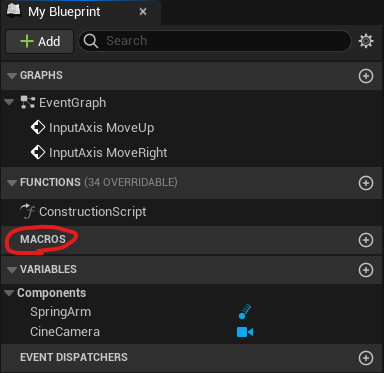 My Blueprint
+ Add
Search
GRAPHS
EventGraph
InputAxis MoveUp
InputAxis MoveRight
FUNCTIONS (34 OVERRIDABLE)
ConstructionScript
MACROS
VARIABLES
Components
SpringArm
CineCamera
EVENT DISPATCHERS